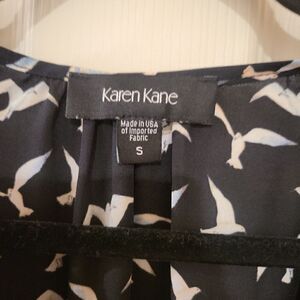 Karen Kane
Made in USA
of Imported
Fabric
S